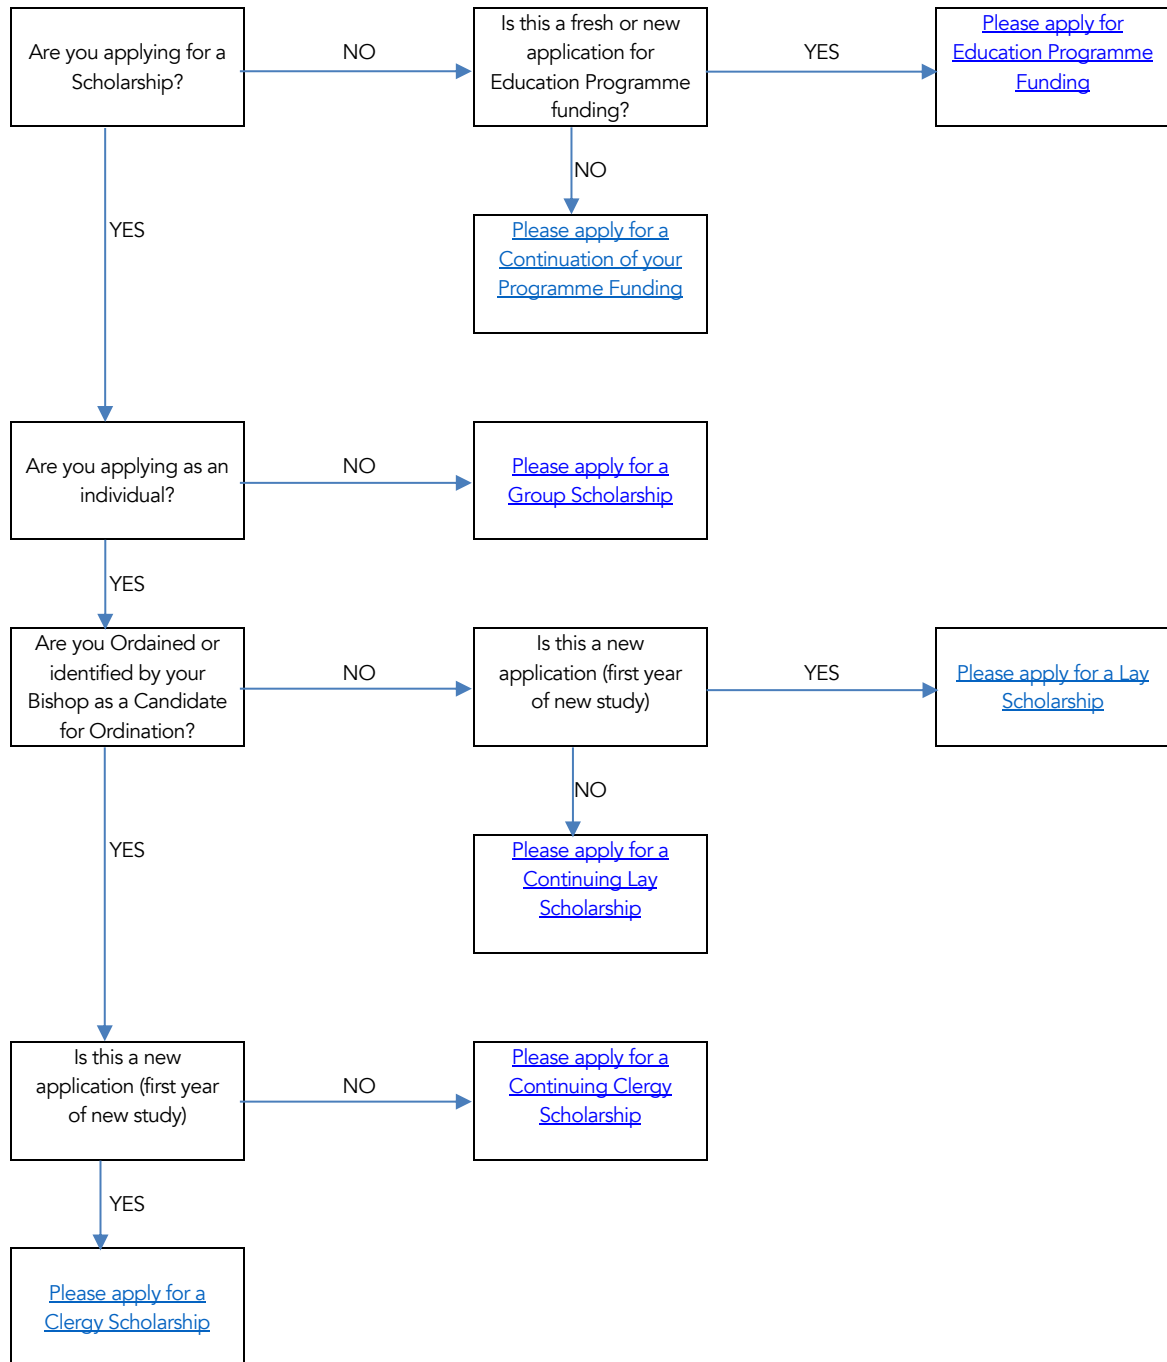 Are you applying for a
Scholarship?
NO
Is this a fresh or new
application for
Education Programme
funding?
YES
Please apply for
Education Programme
Funding
NO
Please apply for a
Continuation of your
Programme Funding
YES
Are you applying as an
individual?
NO
Please apply for a
Group Scholarship
YES
Are you Ordained or
identified by your
Bishop as a Candidate
for Ordination?
NO
Is this a new
application (first year
of new study)
YES
Please apply for a Lay
Scholarship
NO
Please apply for a
Continuing Lay
Scholarship
YES
Is this a new
application (first year
of new study)
NO
Please apply for a
Continuing Clergy
Scholarship
YES
Please apply for a
Clergy Scholarship